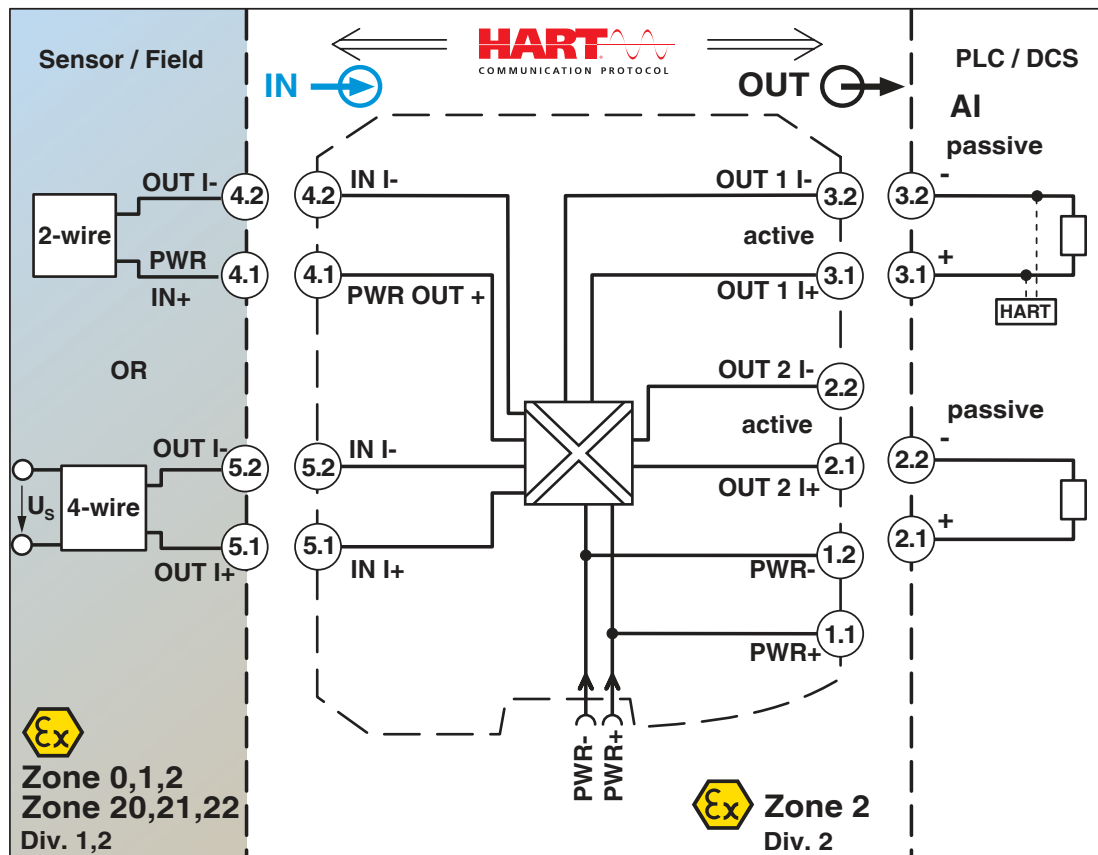 Sensor / Field
HART
COMMUNICATION PROTOCOL
PLC / DCS
IN
OUT
AI
passive
OUT I-
4.2
4.2
IN I-
OUT 1 I-
3.2
3.2
-
2-wire
active
PWR
IN+
4.1
4.1
PWR OUT +
OUT 1 I+
3.1
3.1
+
HART
OR
OUT 2 I-
2.2
passive
OUT I-
5.2
5.2
IN I-
active
2.1
OUT 2 I+
2.2
-
US
4-wire
OUT I+
5.1
5.1
IN I+
2.1
+
PWR-
1.2
PWR+
1.1
PWR-
PWR+
Ex
Zone 0,1,2
Zone 20,21,22
Div. 1,2
Ex
Zone 2
Div. 2